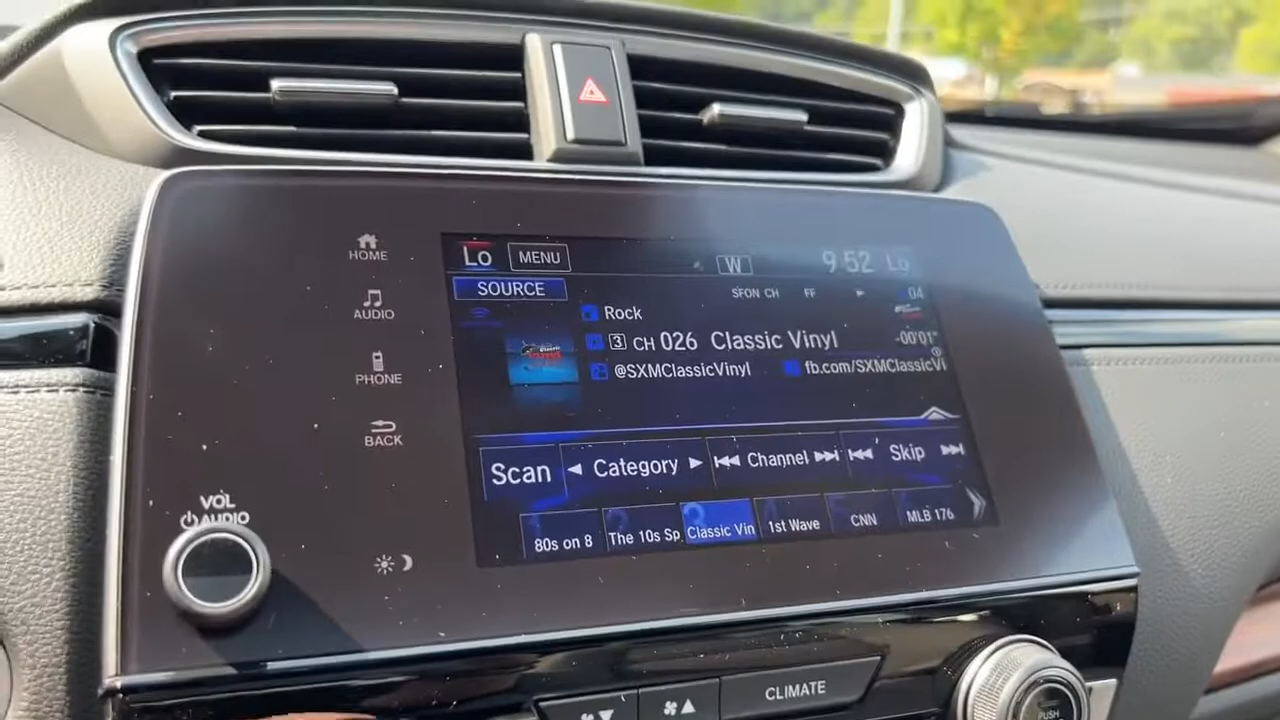 HOME
AUDIO
PHONE
BACK
VOL
AUDIO
Lo MENU W 9:52 Lo
SOURCE
SFON CH FF 04
Rock
3 CH 026 Classic Vinyl -00'01"
@SXMClassicVinyl fb.com/SXMClassicVi
Scan Category Channel Skip
80s on 8 The 10s Sp Classic Vin 1st Wave CNN MLB 176
CLIMATE
PUSH